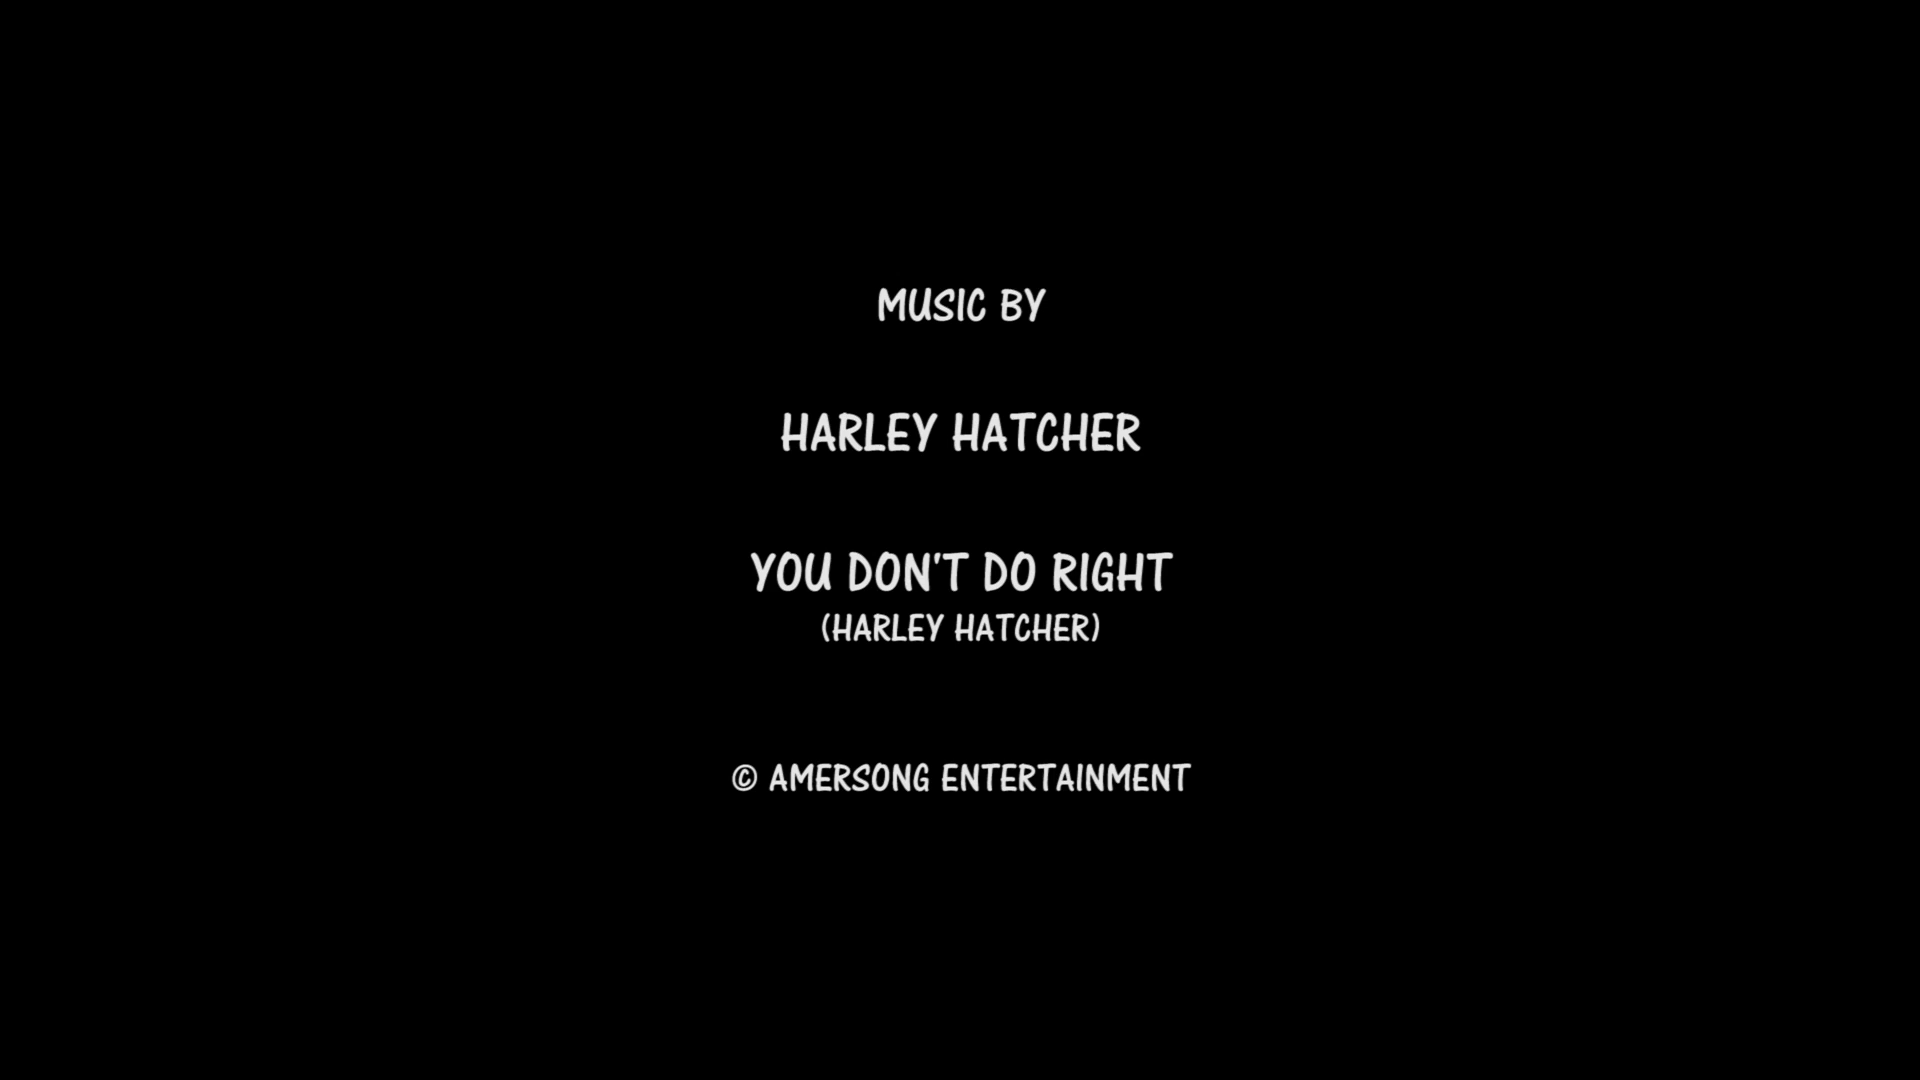 MUSIC BY
HARLEY HATCHER
YOU DON'T DO RIGHT
(HARLEY HATCHER)
© AMERSONG ENTERTAINMENT